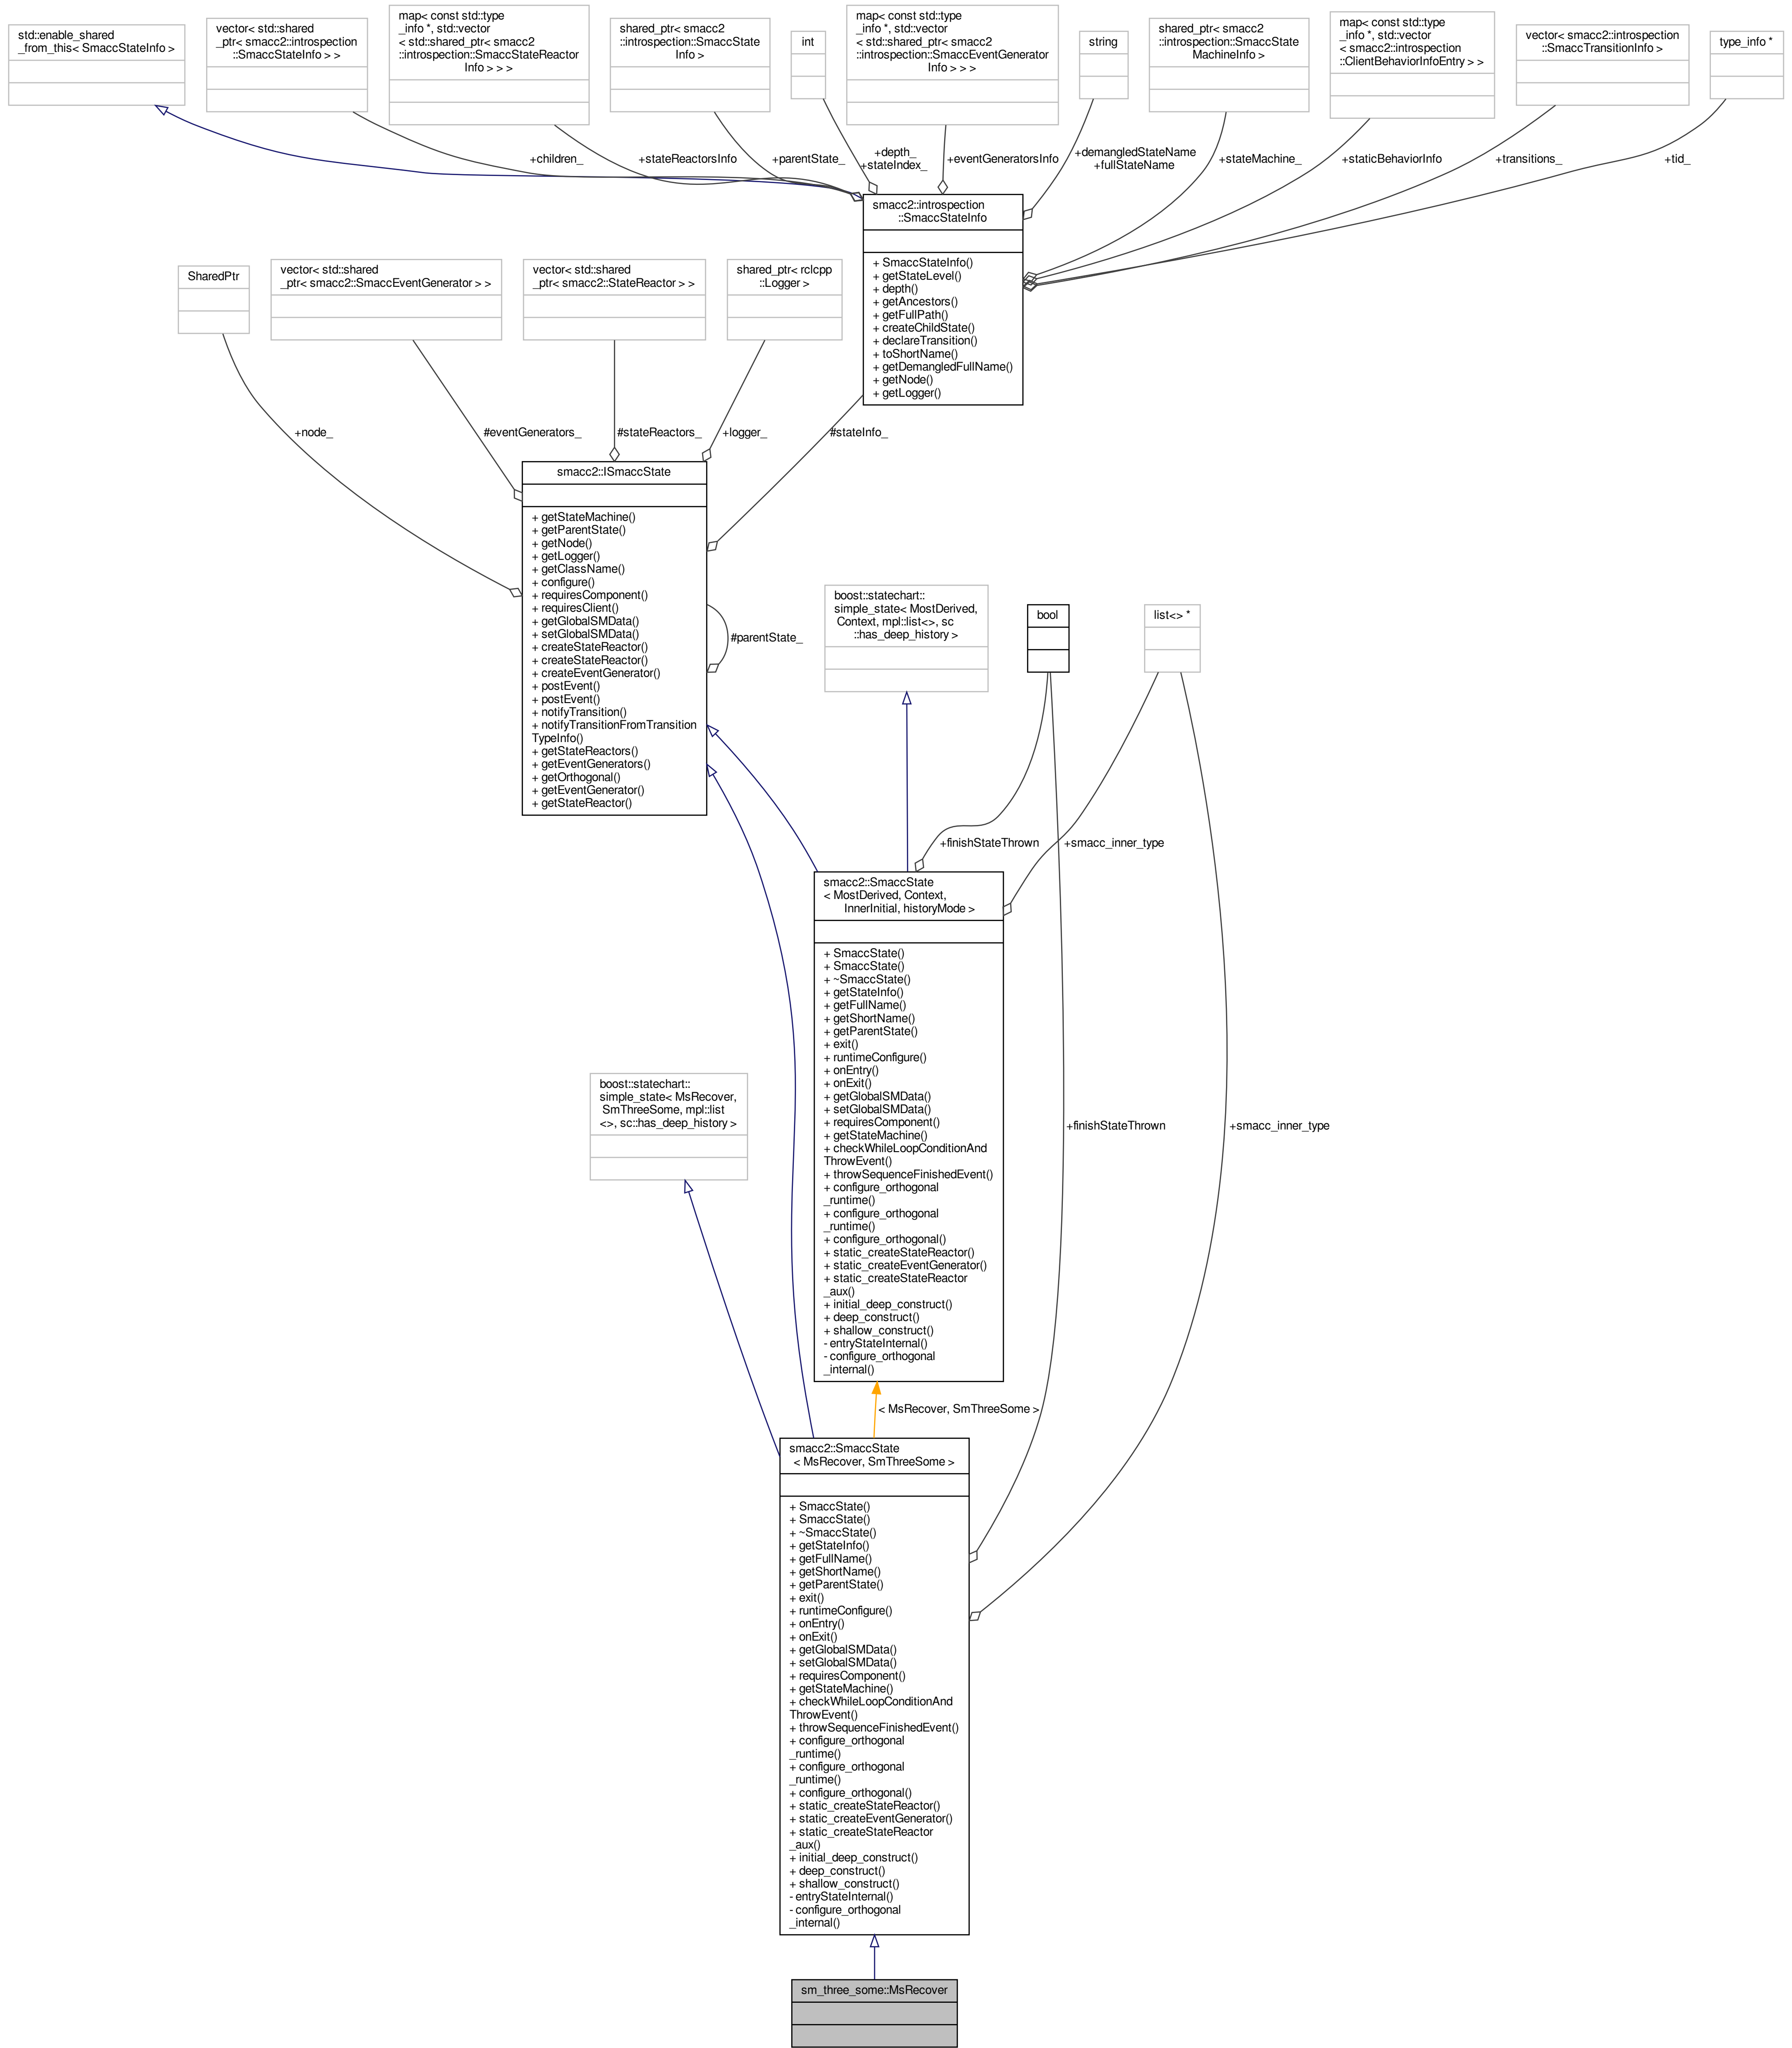 std::enable_shared
_from_this< SmaccStateInfo >
vector< std::shared
_ptr< smacc2::introspection
::SmaccStateInfo > >
map< const std::type
_info *, std::vector
< std::shared_ptr< smacc2
::introspection::SmaccStateReactor
Info > > >
shared_ptr< smacc2
::introspection::SmaccState
Info >
int
map< const std::type
_info *, std::vector
< std::shared_ptr< smacc2
::introspection::SmaccEventGenerator
Info > > >
string
shared_ptr< smacc2
::introspection::SmaccState
MachineInfo >
map< const std::type
_info *, std::vector
< smacc2::introspection
::ClientBehaviorInfoEntry > >
vector< smacc2::introspection
::SmaccTransitionInfo >
type_info *
+children_
+stateReactorsInfo
+parentState_
+depth_
+stateIndex_
+eventGeneratorsInfo
+demangledStateName
+fullStateName
+stateMachine_
+staticBehaviorInfo
+transitions_
+tid_
smacc2::introspection
::SmaccStateInfo
+ SmaccStateInfo()
+ getStateLevel()
+ depth()
+ getAncestors()
+ getFullPath()
+ createChildState()
+ declareTransition()
+ toShortName()
+ getDemangledFullName()
+ getNode()
+ getLogger()
SharedPtr
vector< std::shared
_ptr< smacc2::SmaccEventGenerator > >
vector< std::shared
_ptr< smacc2::StateReactor > >
shared_ptr< rclcpp
::Logger >
+node_
#eventGenerators_
#stateReactors_
+logger_
#stateInfo_
smacc2::ISmaccState
+ getStateMachine()
+ getParentState()
+ getNode()
+ getLogger()
+ getClassName()
+ configure()
+ requiresComponent()
+ requiresClient()
+ getGlobalSMData()
+ setGlobalSMData()
+ createStateReactor()
+ createStateReactor()
+ createEventGenerator()
+ postEvent()
+ postEvent()
+ notifyTransition()
+ notifyTransitionFromTransition
TypeInfo()
+ getStateReactors()
+ getEventGenerators()
+ getOrthogonal()
+ getEventGenerator()
+ getStateReactor()
#parentState_
boost::statechart::
simple_state< MostDerived,
Context, mpl::list<>, sc
::has_deep_history >
bool
list<> *
+finishStateThrown
+smacc_inner_type
smacc2::SmaccState
< MostDerived, Context,
InnerInitial, historyMode >
+ SmaccState()
+ SmaccState()
+ ~SmaccState()
+ getStateInfo()
+ getFullName()
+ getShortName()
+ getParentState()
+ exit()
+ runtimeConfigure()
+ onEntry()
+ onExit()
+ getGlobalSMData()
+ setGlobalSMData()
+ requiresComponent()
+ getStateMachine()
+ checkWhileLoopConditionAnd
ThrowEvent()
+ throwSequenceFinishedEvent()
+ configure_orthogonal
_runtime()
+ configure_orthogonal
_runtime()
+ configure_orthogonal()
+ static_createStateReactor()
+ static_createEventGenerator()
+ static_createStateReactor
_aux()
+ initial_deep_construct()
+ deep_construct()
+ shallow_construct()
- entryStateInternal()
- configure_orthogonal
_internal()
boost::statechart::
simple_state< MsRecover,
SmThreeSome, mpl::list
<>, sc::has_deep_history >
+finishStateThrown
+smacc_inner_type
< MsRecover, SmThreeSome >
smacc2::SmaccState
< MsRecover, SmThreeSome >
+ SmaccState()
+ SmaccState()
+ ~SmaccState()
+ getStateInfo()
+ getFullName()
+ getShortName()
+ getParentState()
+ exit()
+ runtimeConfigure()
+ onEntry()
+ onExit()
+ getGlobalSMData()
+ setGlobalSMData()
+ requiresComponent()
+ getStateMachine()
+ checkWhileLoopConditionAnd
ThrowEvent()
+ throwSequenceFinishedEvent()
+ configure_orthogonal
_runtime()
+ configure_orthogonal
_runtime()
+ configure_orthogonal()
+ static_createStateReactor()
+ static_createEventGenerator()
+ static_createStateReactor
_aux()
+ initial_deep_construct()
+ deep_construct()
+ shallow_construct()
- entryStateInternal()
- configure_orthogonal
_internal()
sm_three_some::MsRecover